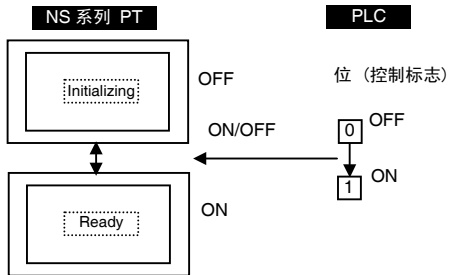 NS 系列 PT
PLC
Initializing
OFF
位 (控制标志)
ON/OFF
0
OFF
1
ON
Ready
ON